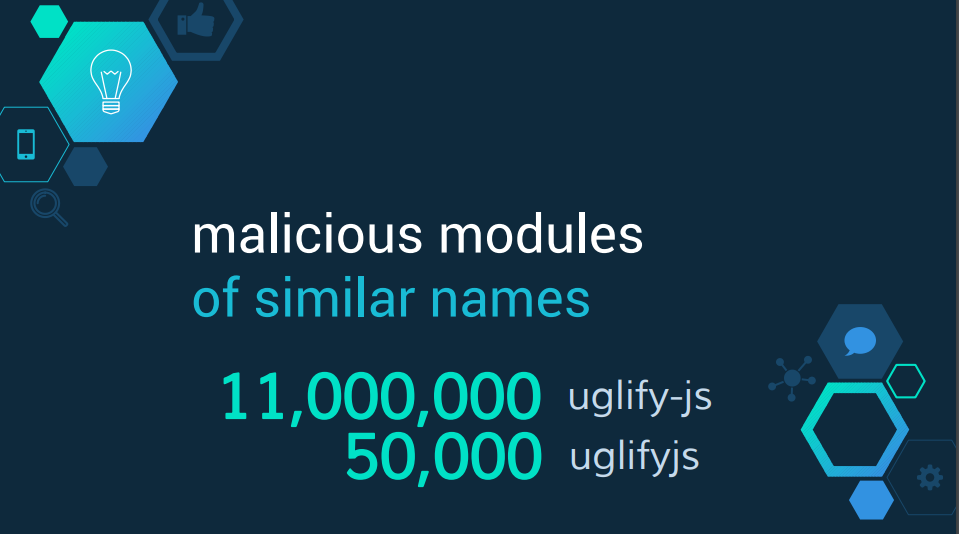 malicious modules
of similar names
11,000,000 uglify-js
50,000 uglifyjs